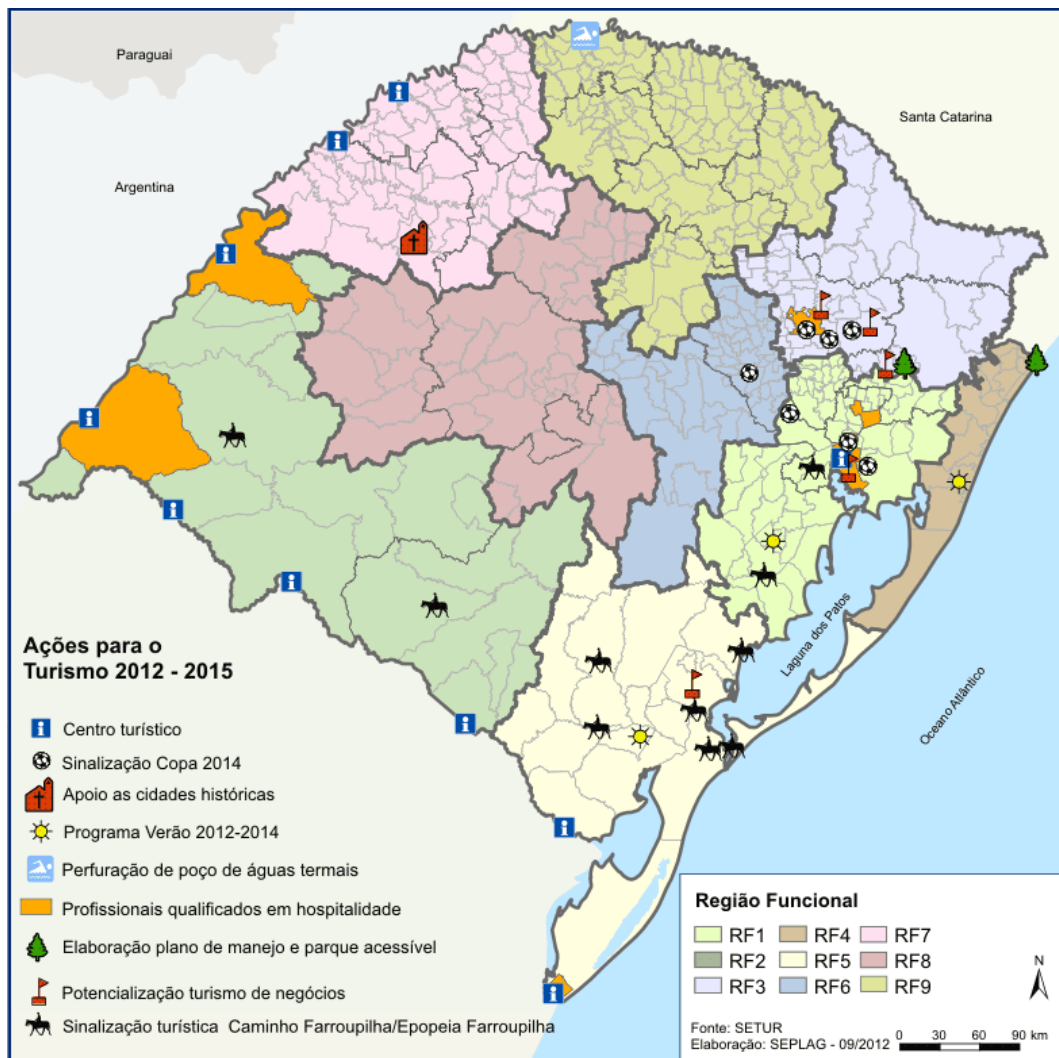 Paraguai
Santa Catarina
Argentina
Laguna dos Patos
Oceano Atlântico
Ações para o
Turismo 2012 - 2015
Centro turístico
Sinalização Copa 2014
Apoio as cidades históricas
Programa Verão 2012-2014
Perfuração de poço de águas termais
Profissionais qualificados em hospitalidade
Elaboração plano de manejo e parque acessível
Potencialização turismo de negócios
Sinalização turística Caminho Farroupilha/Epopeia Farroupilha
Região Funcional
RF1 RF4 RF7
RF2 RF5 RF8
RF3 RF6 RF9
N
Fonte: SETUR
Elaboração: SEPLAG - 09/2012
0 30 60 90 km